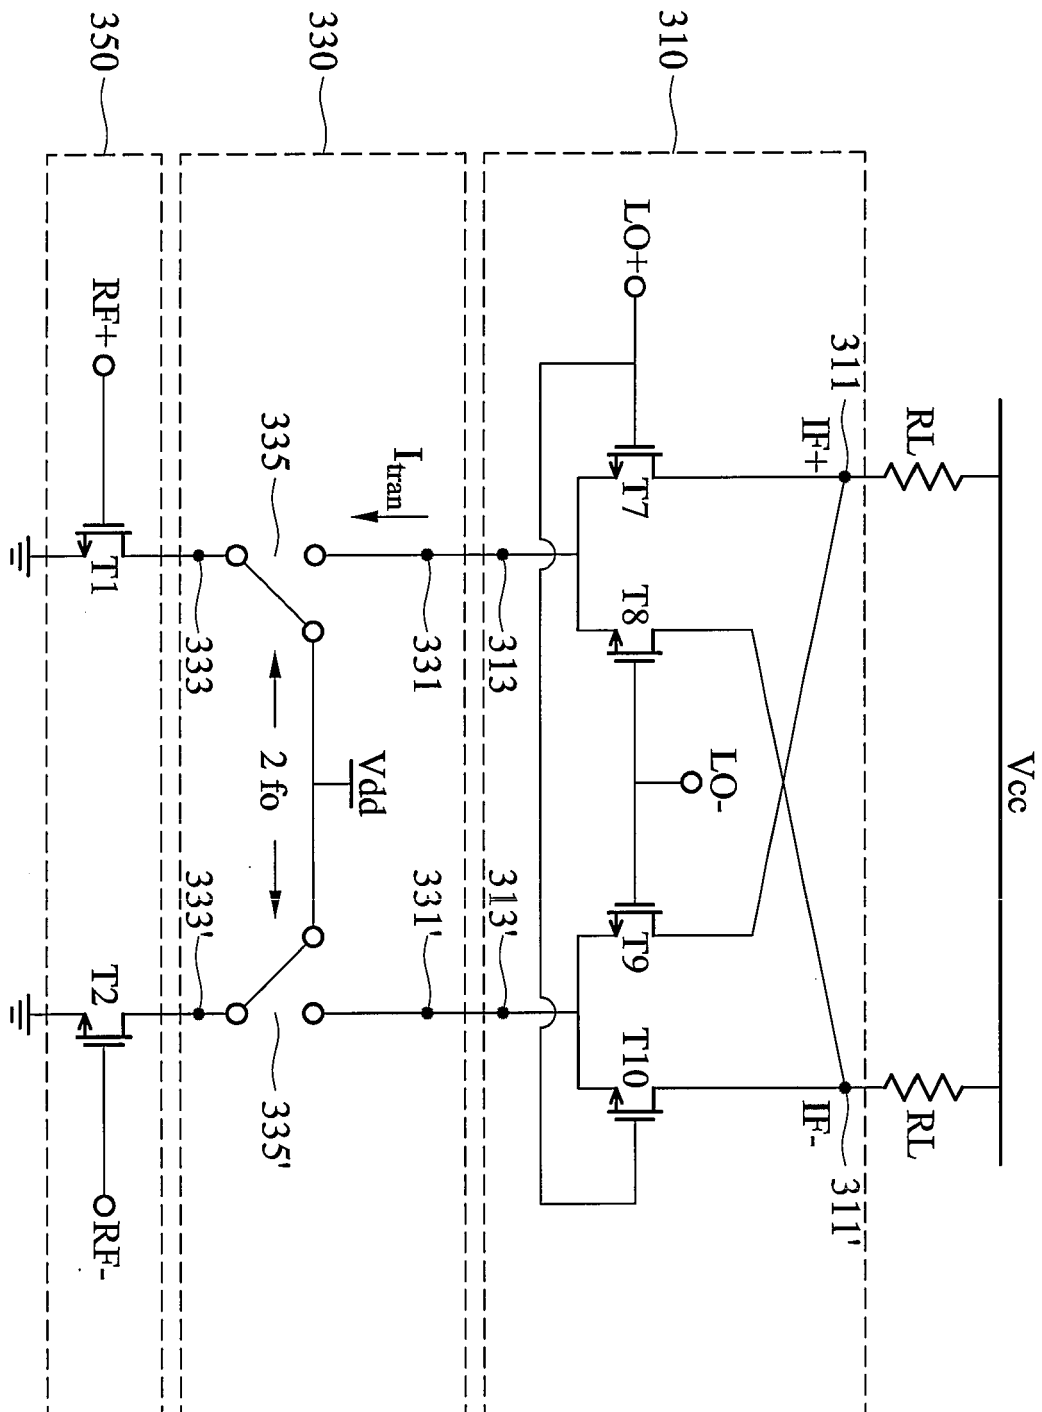 Vcc
RL
RL
311
IF+
IF-
311'
310
LO+
T7
T8
LO-
T9
T10
313
313'
330
Itran
331
331'
335
Vdd
2 fo
335'
333
333'
350
RF+
T1
T2
RF-